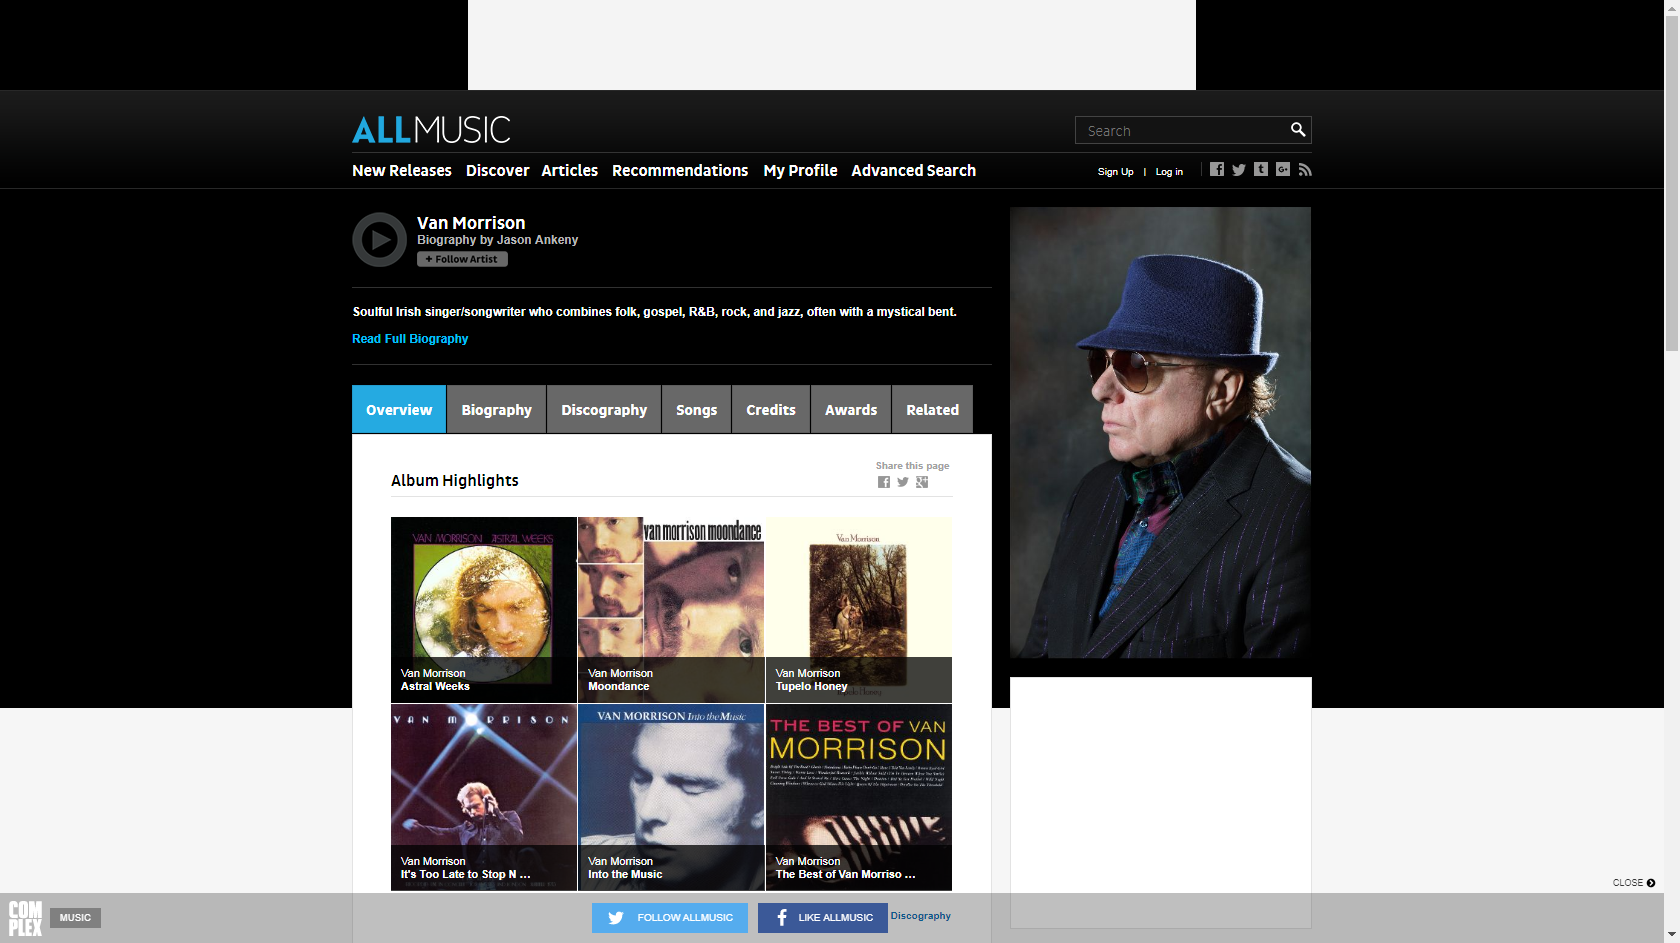 ALLMUSIC
Search
New Releases Discover Articles Recommendations My Profile Advanced Search
Sign Up | Log in
Van Morrison
Biography by Jason Ankeny
+ Follow Artist
Soulful Irish singer/songwriter who combines folk, gospel, R&B, rock, and jazz, often with a mystical bent.
Read Full Biography
Overview Biography Discography Songs Credits Awards Related
Share this page
Album Highlights
VAN MORRISON ASTRAL WEEKS
van morrison moondance
Van Morrison
Tupelo Honey
Van Morrison
Astral Weeks
Van Morrison
Moondance
Van Morrison
Tupelo Honey
VAN MORRISON
VAN MORRISON Into the Music
THE BEST OF VAN
MORRISON
Van Morrison
It's Too Late to Stop N ...
Van Morrison
Into the Music
Van Morrison
The Best of Van Morriso ...
CLOSE
COM
PLEX
MUSIC
FOLLOW ALLMUSIC
LIKE ALLMUSIC
Discography